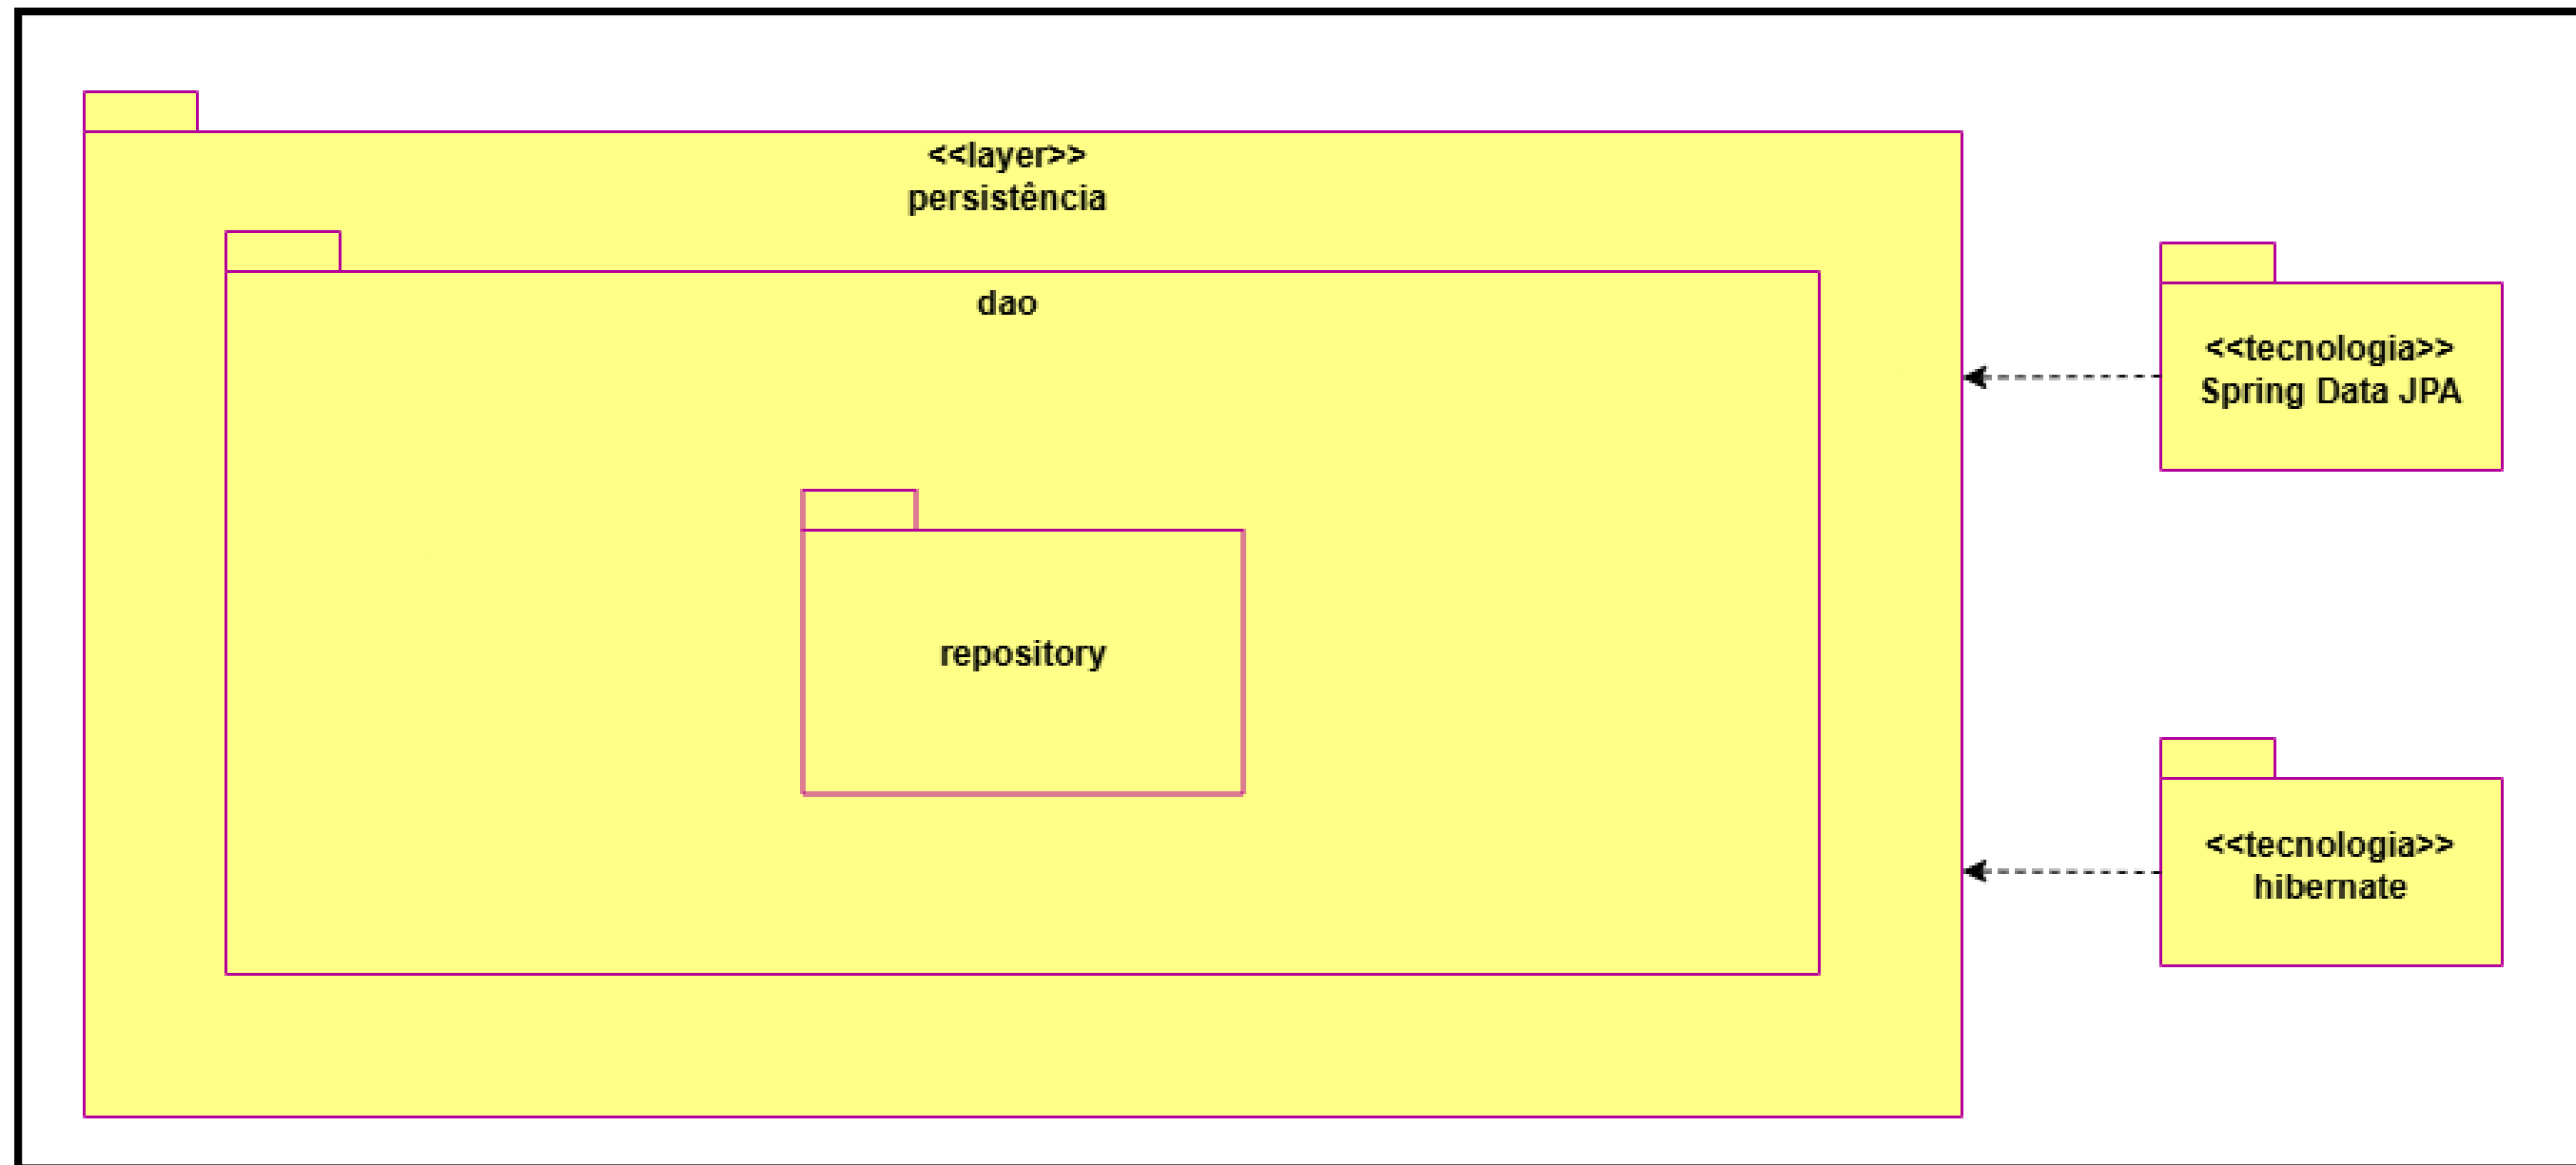 <<layer>>
persistência
dao
repository
<<tecnologia>>
Spring Data JPA
<<tecnologia>>
hibernate